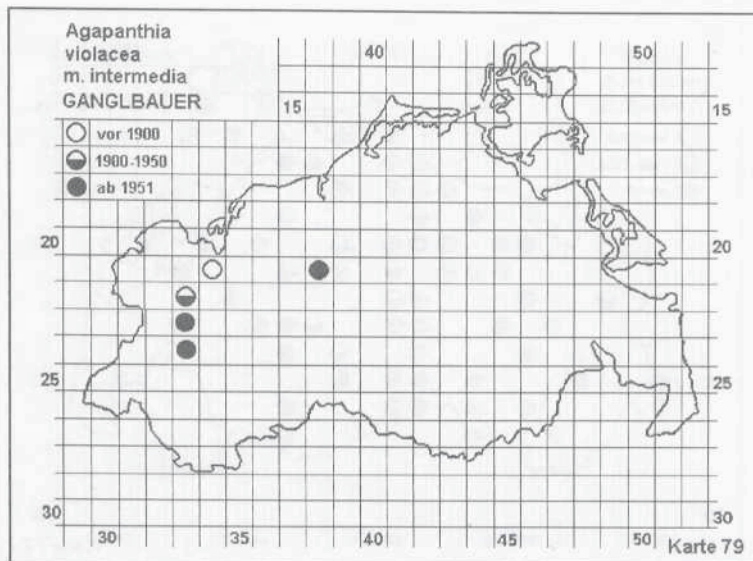 Agapanthia
violacea
m. intermedia
GANGLBAUER
vor 1900
1900-1950
ab 1951
40 50
15 15
20 20
25 25
30 30
30 35 40 45 50
Karte 79